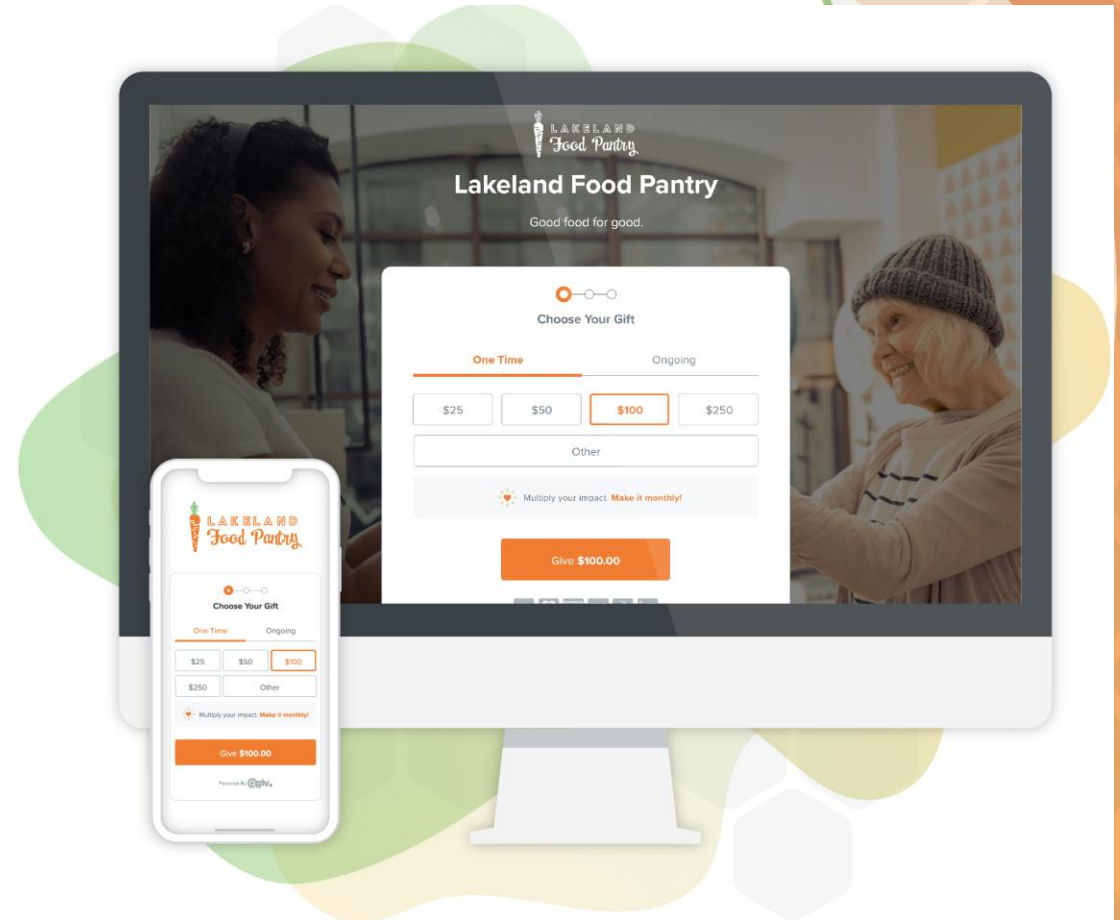 LAKELAND
Food Pantry
Lakeland Food Pantry
Good food for good.
Choose Your Gift
One Time Ongoing
$25 $50 $100 $250
Other
Multiply your impact. Make it monthly!
Give $100.00
LAKELAND
Food Pantry
Choose Your Gift
One Time Ongoing
$25 $50 $100
$250 Other
Multiply your impact. Make it monthly!
Give $100.00
Powered By Qgiv